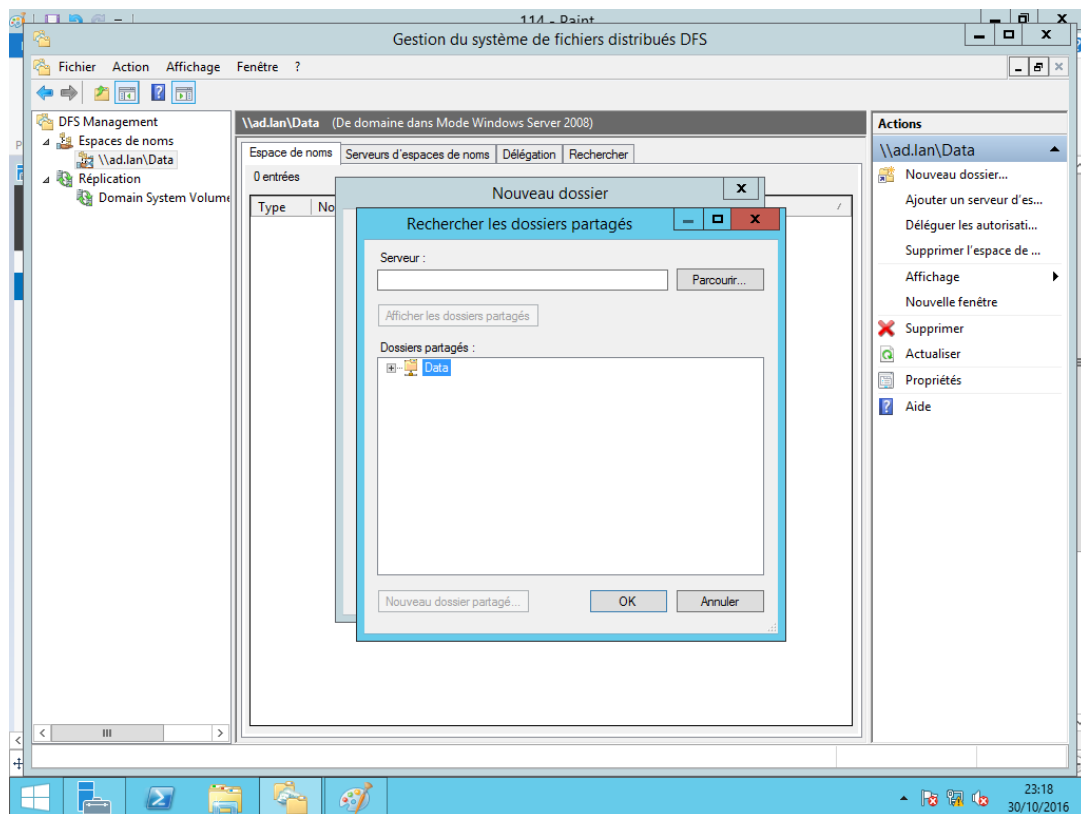 114 - Paint
Gestion du système de fichiers distribués DFS
Fichier Action Affichage Fenêtre ?
DFS Management
Espaces de noms
\\ad.lan\Data
Réplication
Domain System Volume
\\ad.lan\Data (De domaine dans Mode Windows Server 2008)
Espace de noms Serveurs d'espaces de noms Délégation Rechercher
0 entrées
Type No
Nouveau dossier
Rechercher les dossiers partagés
Serveur :
Parcourir...
Afficher les dossiers partagés
Dossiers partagés :
Data
Nouveau dossier partagé...
OK
Annuler
Actions
\\ad.lan\Data
Nouveau dossier...
Ajouter un serveur d'es...
Déléguer les autorisati...
Supprimer l'espace de ...
Affichage
Nouvelle fenêtre
Supprimer
Actualiser
Propriétés
Aide
23:18
30/10/2016